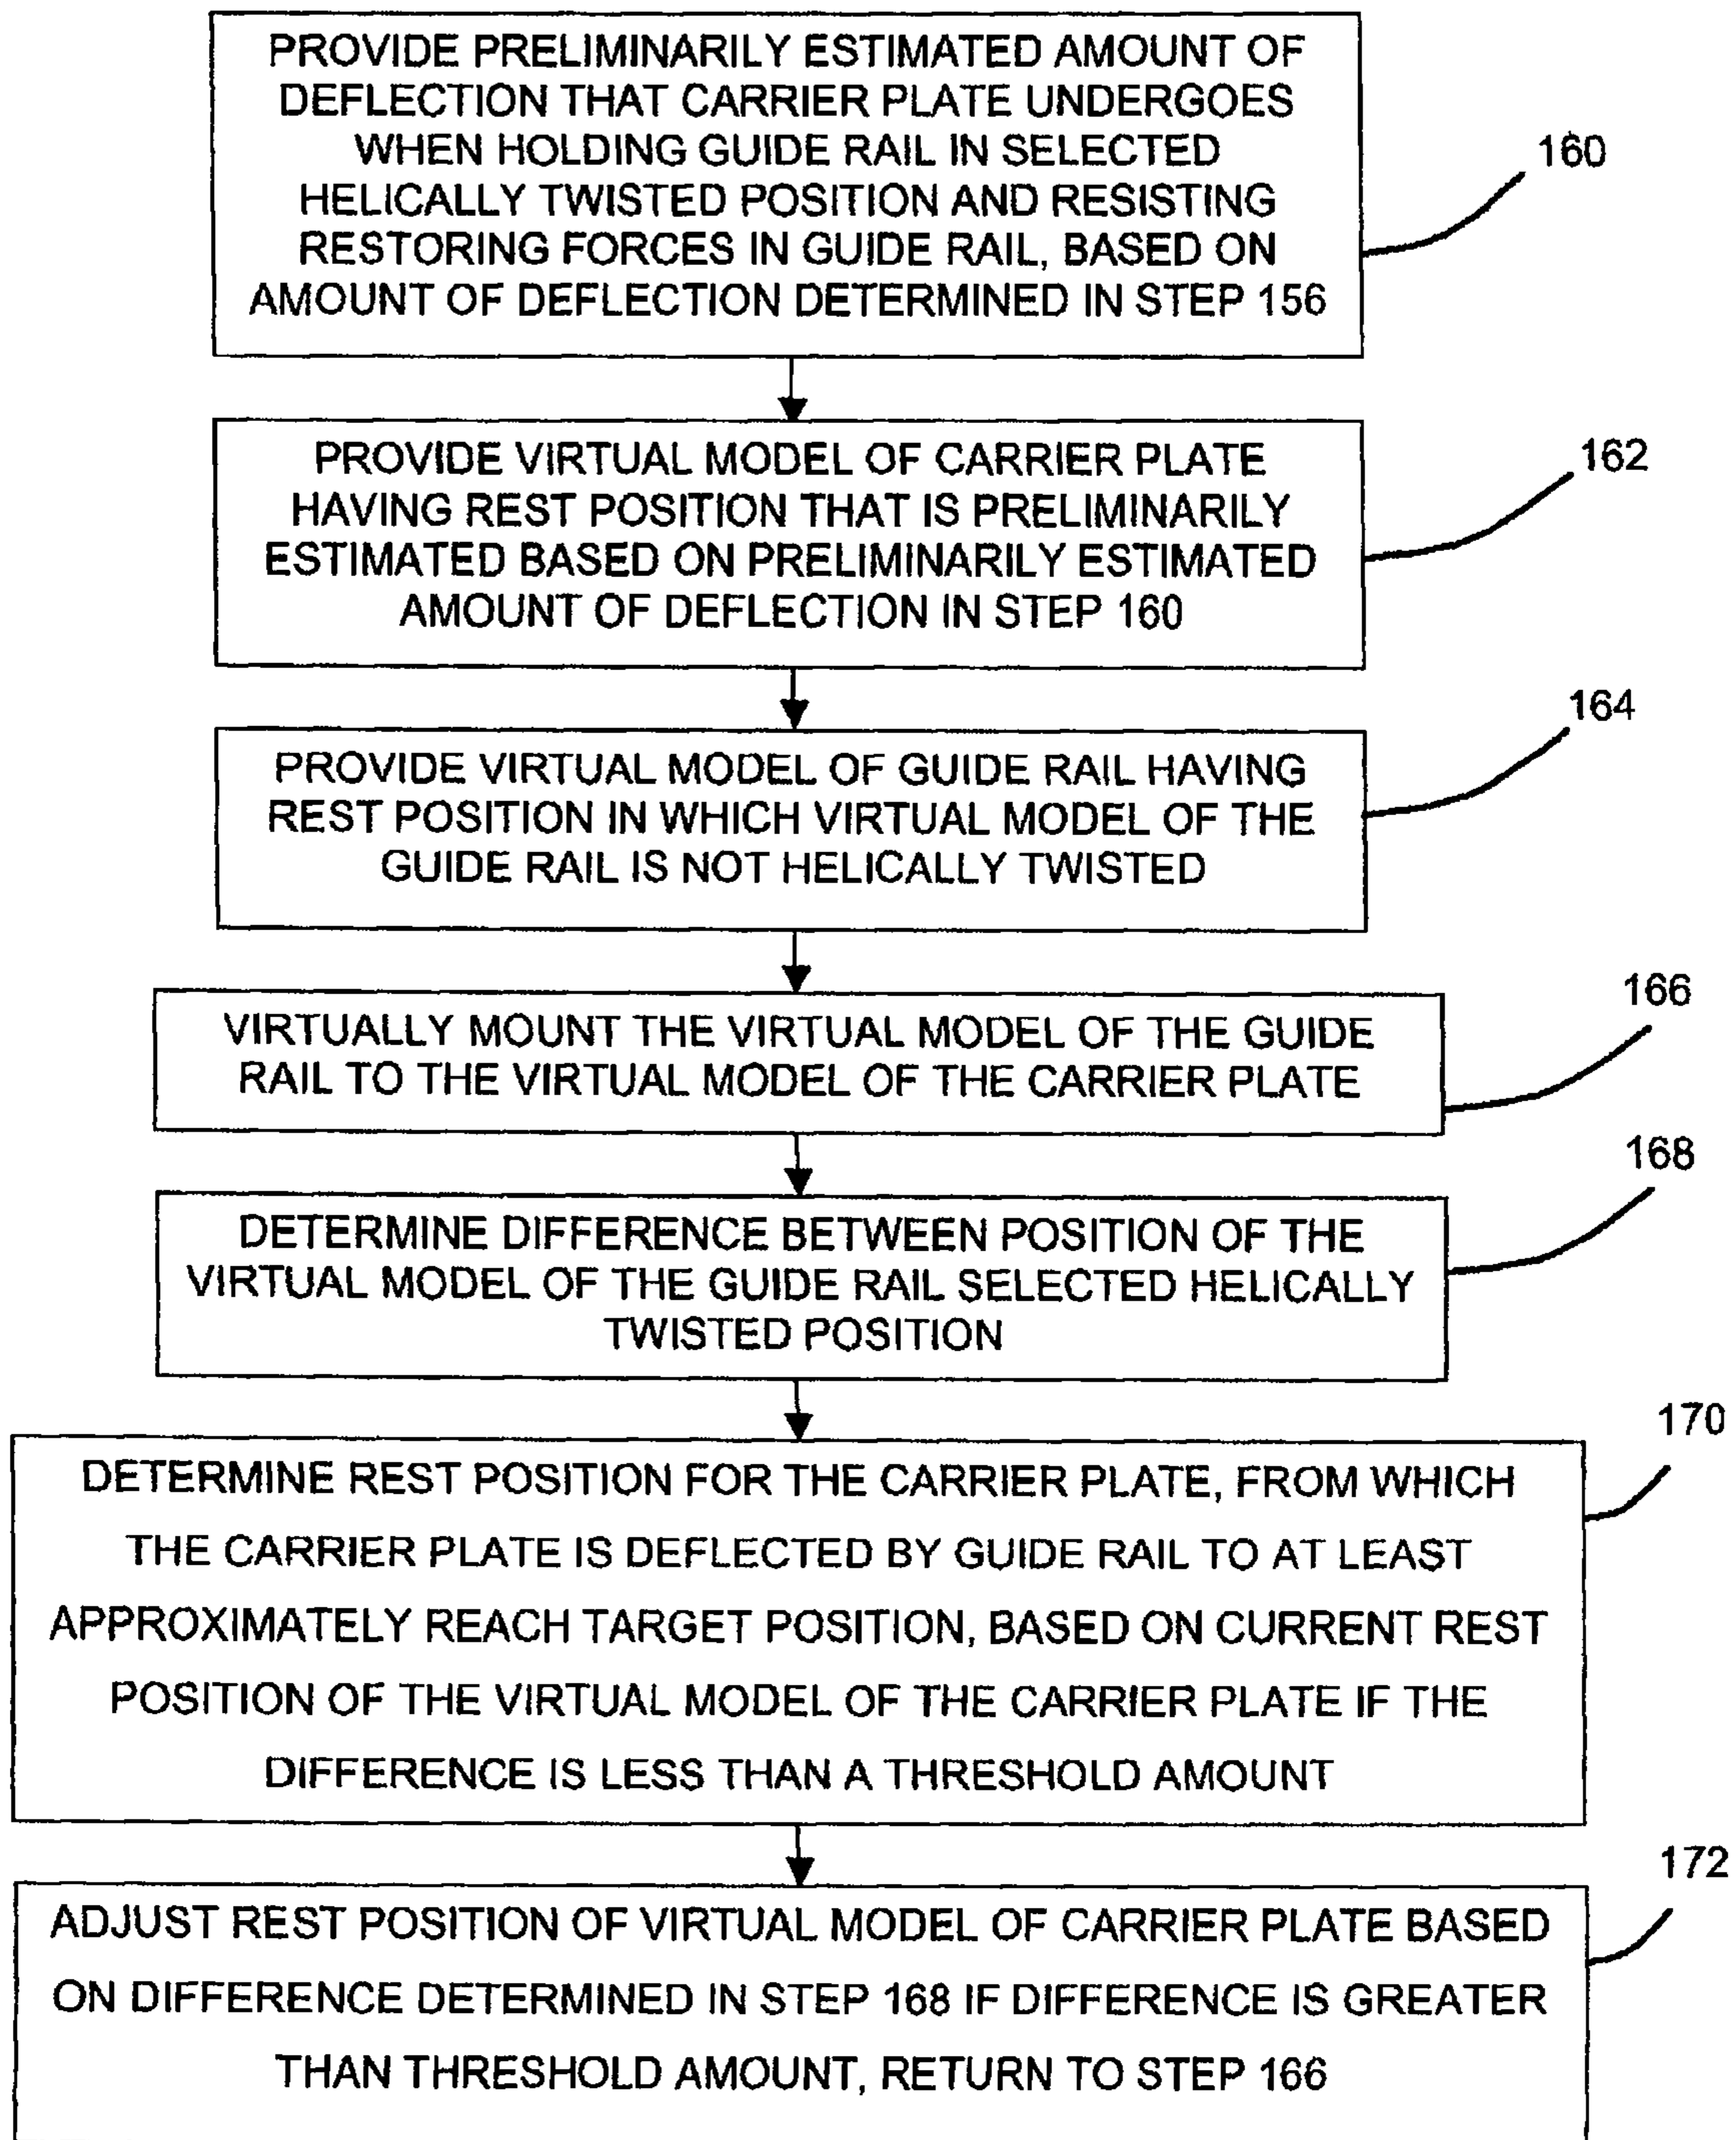 PROVIDE PRELIMINARILY ESTIMATED AMOUNT OF
DEFLECTION THAT CARRIER PLATE UNDERGOES
WHEN HOLDING GUIDE RAIL IN SELECTED
HELICALLY TWISTED POSITION AND RESISTING
RESTORING FORCES IN GUIDE RAIL, BASED ON
AMOUNT OF DEFLECTION DETERMINED IN STEP 156
160
PROVIDE VIRTUAL MODEL OF CARRIER PLATE
HAVING REST POSITION THAT IS PRELIMINARILY
ESTIMATED BASED ON PRELIMINARILY ESTIMATED
AMOUNT OF DEFLECTION IN STEP 160
162
PROVIDE VIRTUAL MODEL OF GUIDE RAIL HAVING
REST POSITION IN WHICH VIRTUAL MODEL OF THE
GUIDE RAIL IS NOT HELICALLY TWISTED
164
VIRTUALLY MOUNT THE VIRTUAL MODEL OF THE GUIDE
RAIL TO THE VIRTUAL MODEL OF THE CARRIER PLATE
166
DETERMINE DIFFERENCE BETWEEN POSITION OF THE
VIRTUAL MODEL OF THE GUIDE RAIL SELECTED HELICALLY
TWISTED POSITION
168
DETERMINE REST POSITION FOR THE CARRIER PLATE, FROM WHICH
THE CARRIER PLATE IS DEFLECTED BY GUIDE RAIL TO AT LEAST
APPROXIMATELY REACH TARGET POSITION, BASED ON CURRENT REST
POSITION OF THE VIRTUAL MODEL OF THE CARRIER PLATE IF THE
DIFFERENCE IS LESS THAN A THRESHOLD AMOUNT
170
ADJUST REST POSITION OF VIRTUAL MODEL OF CARRIER PLATE BASED
ON DIFFERENCE DETERMINED IN STEP 168 IF DIFFERENCE IS GREATER
THAN THRESHOLD AMOUNT, RETURN TO STEP 166
172